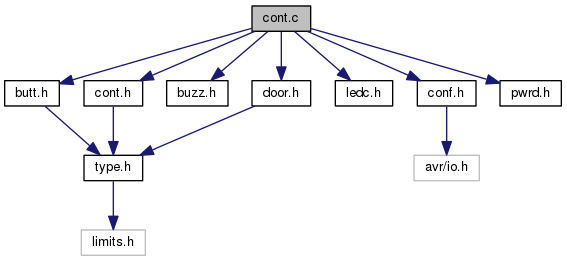 cont.c
butt.h
cont.h
buzz.h
door.h
ledc.h
conf.h
pwrd.h
type.h
avr/io.h
limits.h